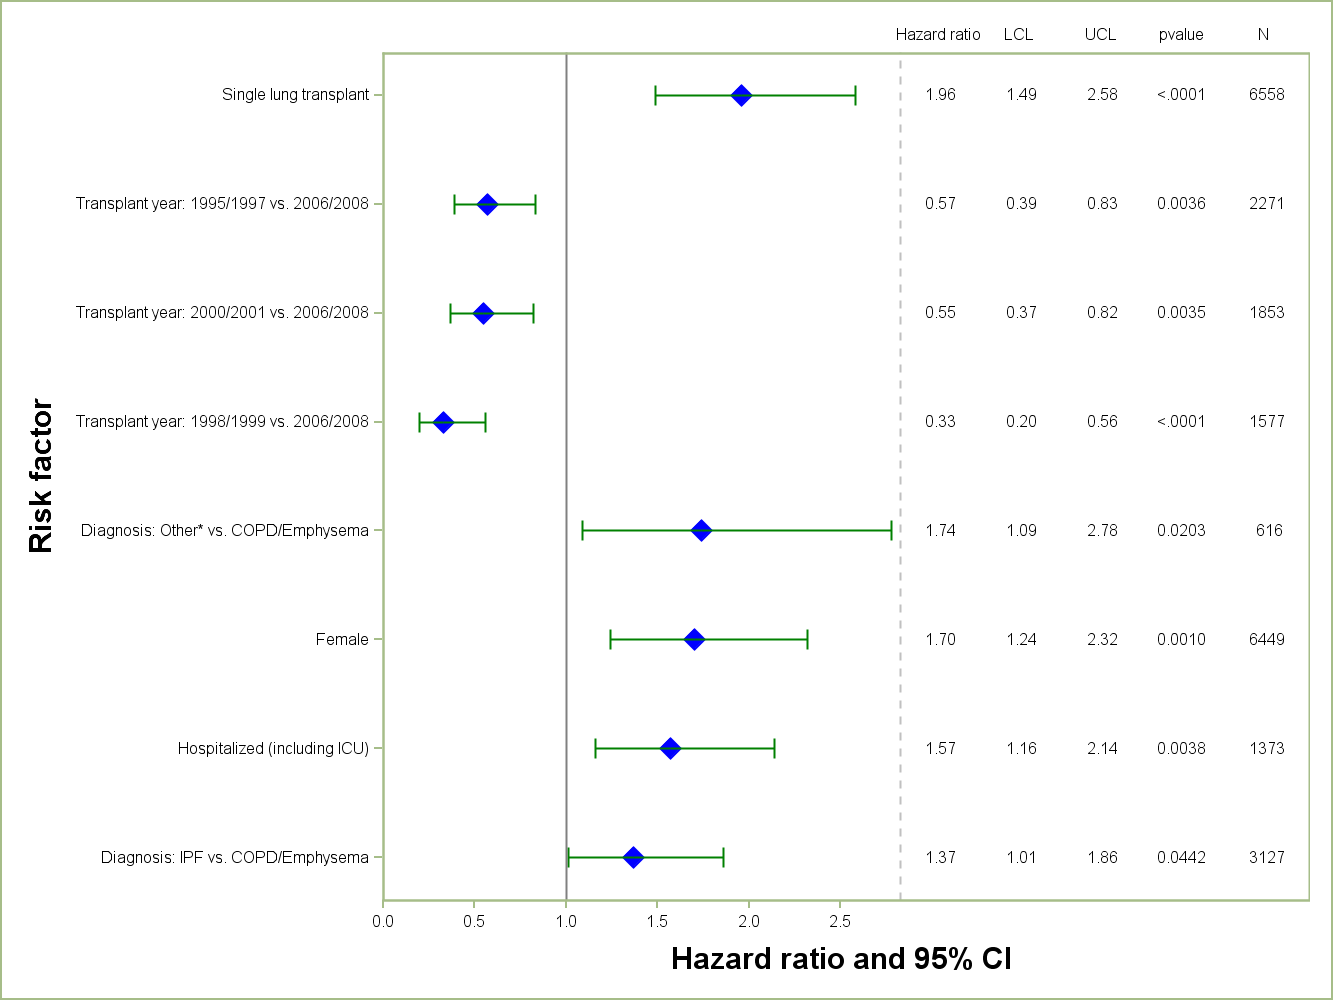 Hazard ratio LCL UCL pvalue N
Single lung transplant 1.96 1.49 2.58 <.0001 6558
Transplant year: 1995/1997 vs. 2006/2008 0.57 0.39 0.83 0.0036 2271
Transplant year: 2000/2001 vs. 2006/2008 0.55 0.37 0.82 0.0035 1853
Transplant year: 1998/1999 vs. 2006/2008 0.33 0.20 0.56 <.0001 1577
Diagnosis: Other* vs. COPD/Emphysema 1.74 1.09 2.78 0.0203 616
Female 1.70 1.24 2.32 0.0010 6449
Hospitalized (including ICU) 1.57 1.16 2.14 0.0038 1373
Diagnosis: IPF vs. COPD/Emphysema 1.37 1.01 1.86 0.0442 3127
Risk factor
0.0 0.5 1.0 1.5 2.0 2.5
Hazard ratio and 95% CI